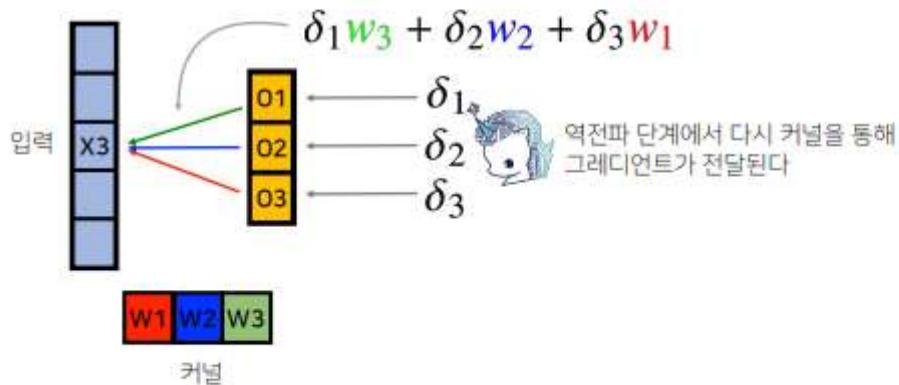 δ₁w₃ + δ₂w₂ + δ₃w₁
O1
δ₁
입력
X3
O2
δ₂
역전파 단계에서 다시 커널을 통해
그레디언트가 전달된다
O3
δ₃
W1 W2 W3
커널